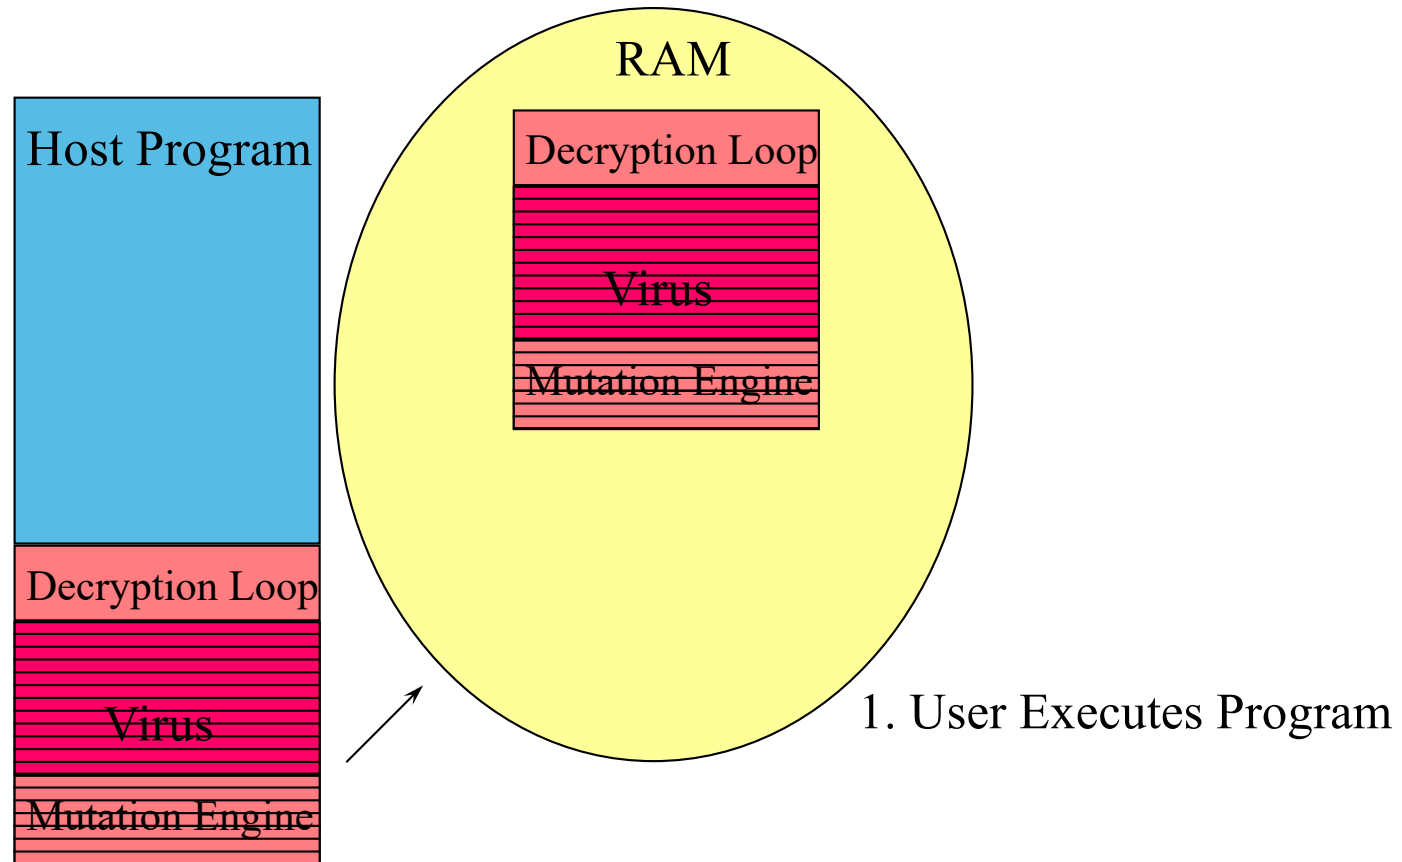 Host Program
Decryption Loop
Virus
Mutation Engine
RAM
Decryption Loop
Virus
Mutation Engine
1. User Executes Program